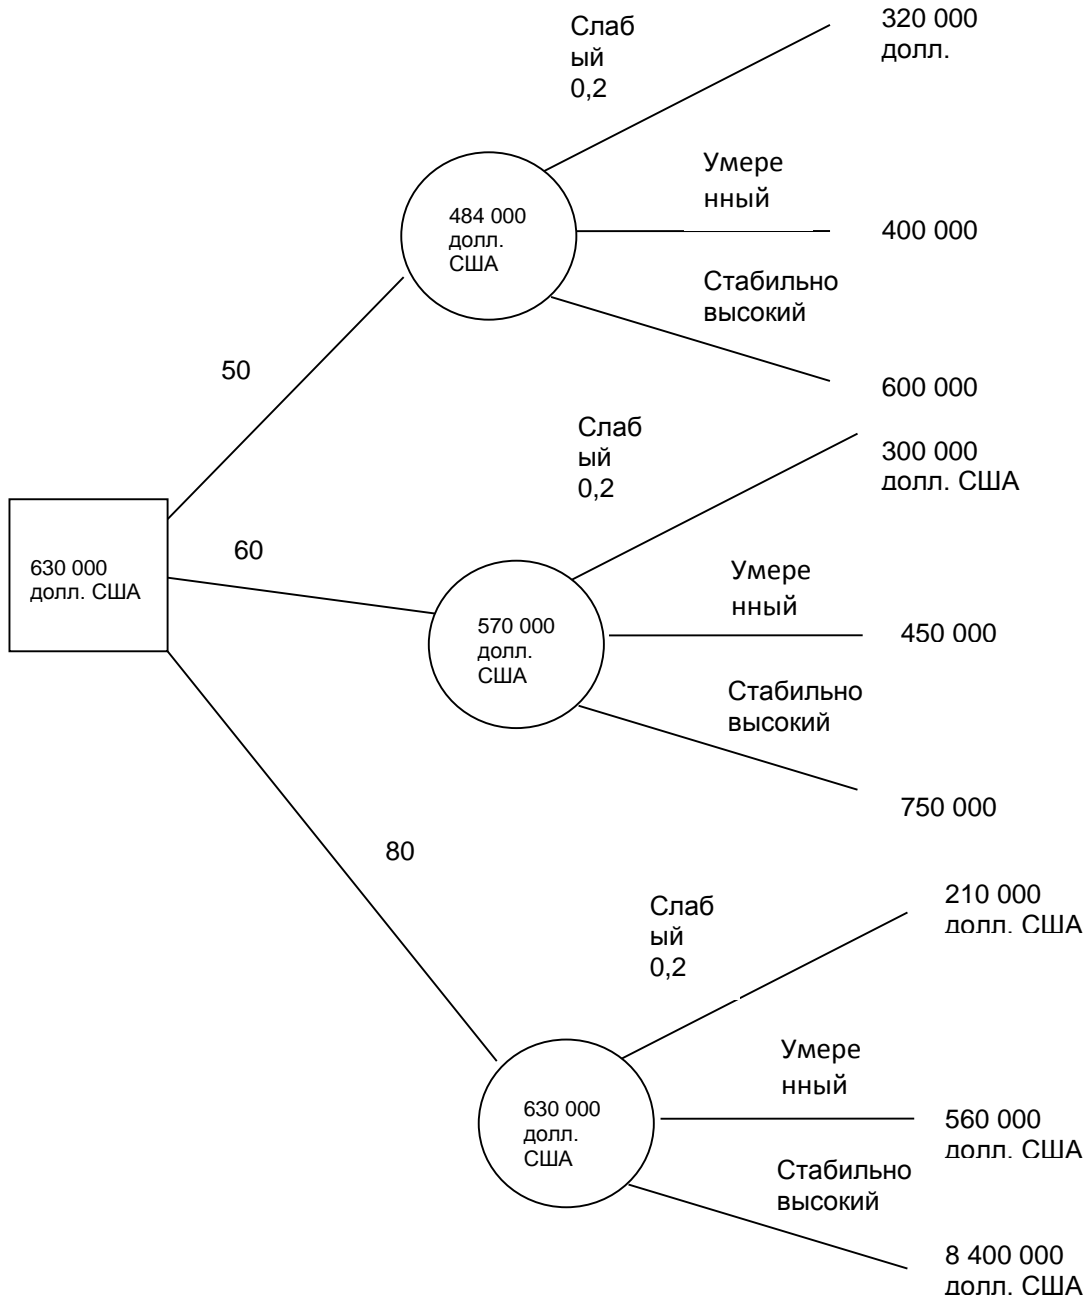 Слаб
ый
0,2
320 000
долл.
Умере
нный
400 000
484 000
долл.
США
Стабильно
высокий
600 000
50
Слаб
ый
0,2
300 000
долл. США
60
630 000
долл. США
Умере
нный
450 000
570 000
долл.
США
Стабильно
высокий
750 000
80
Слаб
ый
0,2
210 000
долл. США
Умере
нный
560 000
долл. США
630 000
долл.
США
Стабильно
высокий
8 400 000
долл. США